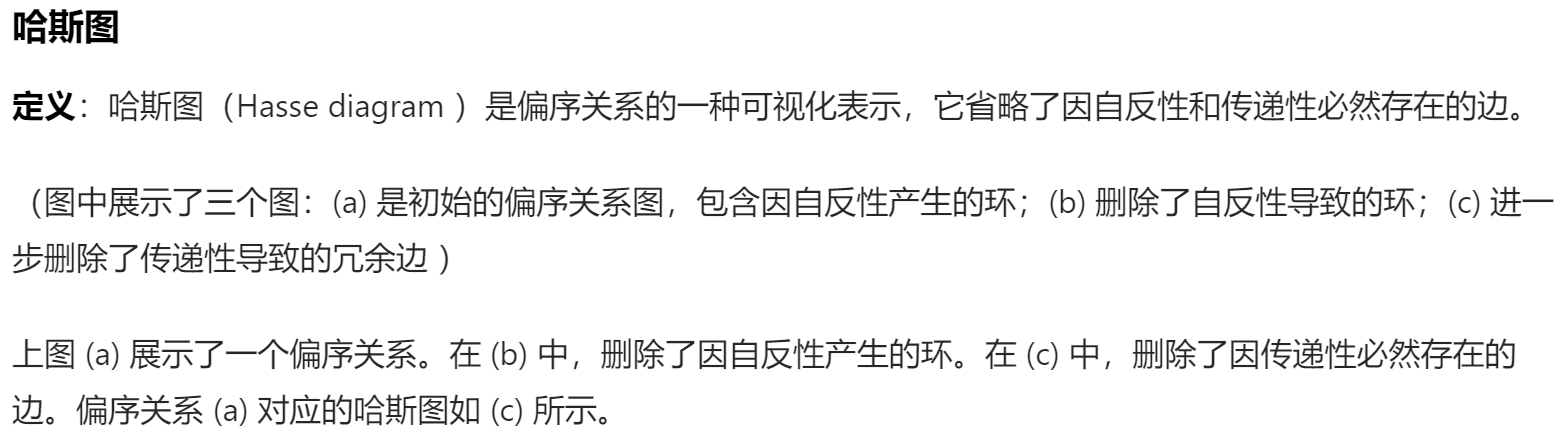 哈斯图
定义：哈斯图（Hasse diagram ）是偏序关系的一种可视化表示，它省略了因自反性和传递性必然存在的边。
（图中展示了三个图：(a) 是初始的偏序关系图，包含因自反性产生的环；(b) 删除了自反性导致的环；(c) 进一
步删除了传递性导致的冗余边 ）
上图 (a) 展示了一个偏序关系。在 (b) 中，删除了因自反性产生的环。在 (c) 中，删除了因传递性必然存在的
边。偏序关系 (a) 对应的哈斯图如 (c) 所示。